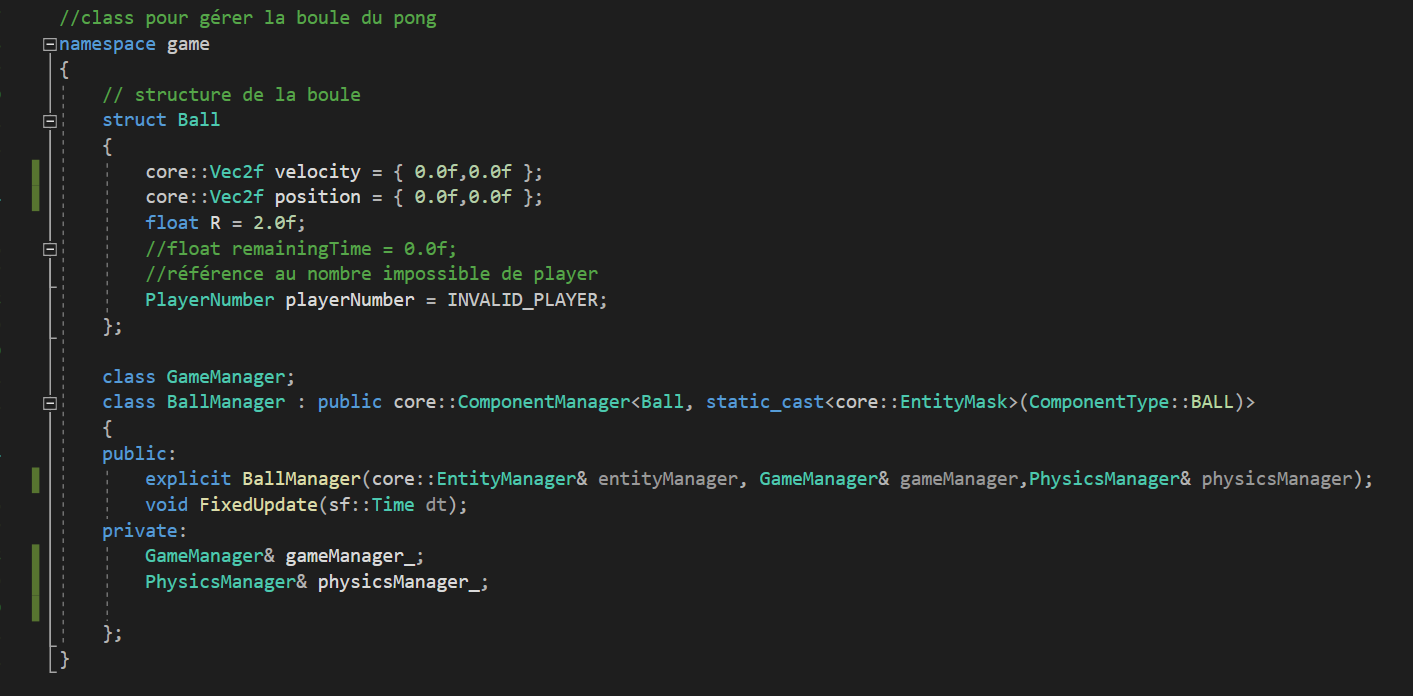 //class pour gérer la boule du pong
namespace game
{
// structure de la boule
struct Ball
{
core::Vec2f velocity = { 0.0f,0.0f };
core::Vec2f position = { 0.0f,0.0f };
float R = 2.0f;
//float remainingTime = 0.0f;
//référence au nombre impossible de player
PlayerNumber playerNumber = INVALID_PLAYER;
};
class GameManager;
class BallManager : public core::ComponentManager<Ball, static_cast<core::EntityMask>(ComponentType::BALL)>
{
public:
explicit BallManager(core::EntityManager& entityManager, GameManager& gameManager,PhysicsManager& physicsManager);
void FixedUpdate(sf::Time dt);
private:
GameManager& gameManager_;
PhysicsManager& physicsManager_;
};
}